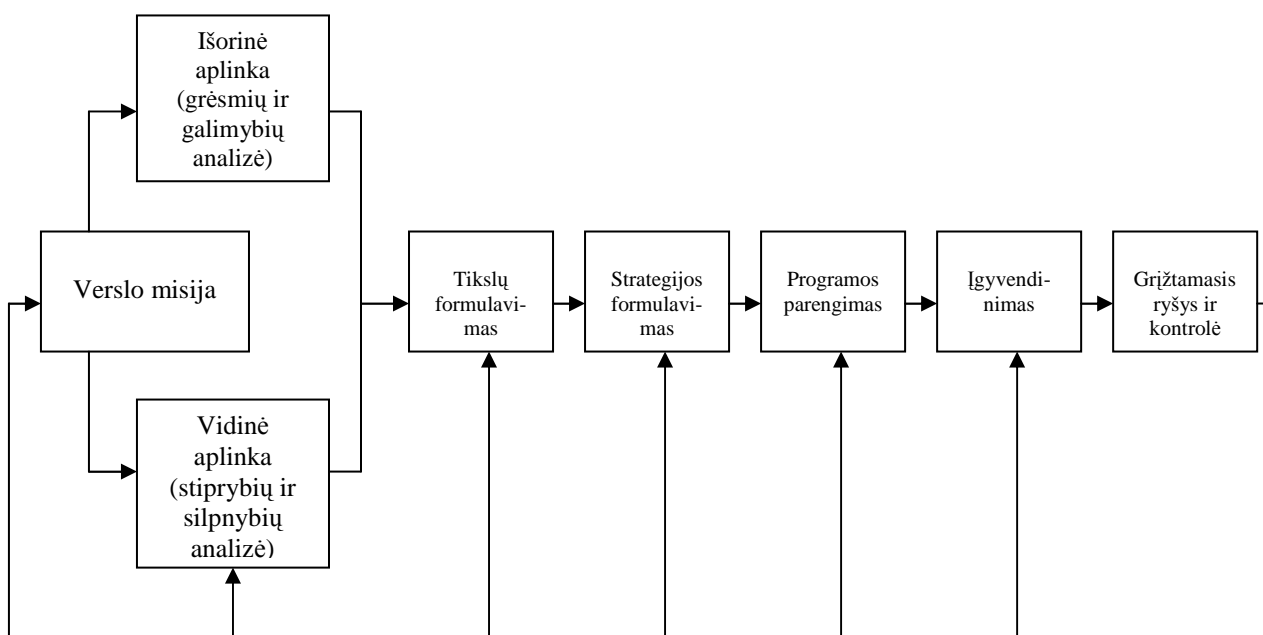 Išorinė
aplinka
(grėsmių ir
galimybių
analizė)
Verslo misija
Vidinė
aplinka
(stiprybių ir
silpnybių
analizė)
Tikslų
formulavi-
mas
Strategijos
formulavi-
mas
Programos
parengimas
Įgyvendi-
nimas
Grįžtamasis
ryšys ir
kontrolė